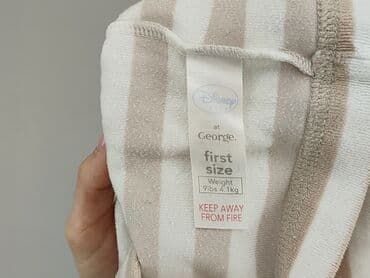 Disney
at
George.
first
size
Weight
9lbs 4.1kg
KEEP AWAY
FROM FIRE